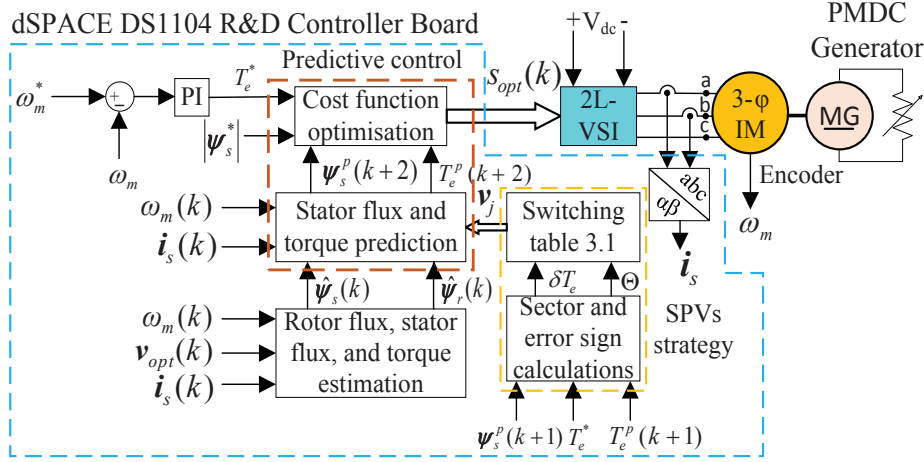 dSPACE DS1104 R&D Controller Board
+V_dc -
PMDC
Generator
Predictive control
ω_m^*
+
−
PI
T_e^*
Cost function
optimisation
s_opt(k)
2L-
VSI
a
b
c
3-φ
IM
MG
|ψ_s^*|
ω_m
ψ_s^p(k+2)
T_e^p(k+2)
Encoder
abc
αβ
ω_m
v_j
ω_m(k)
i_s(k)
Stator flux and
torque prediction
Switching
table 3.1
i_s
ψ̂_s(k)
ψ̂_r(k)
δT_e
Θ
SPVs
strategy
ω_m(k)
v_opt(k)
i_s(k)
Rotor flux, stator
flux, and torque
estimation
Sector and
error sign
calculations
ψ_s^p(k+1) T_e^* T_e^p(k+1)